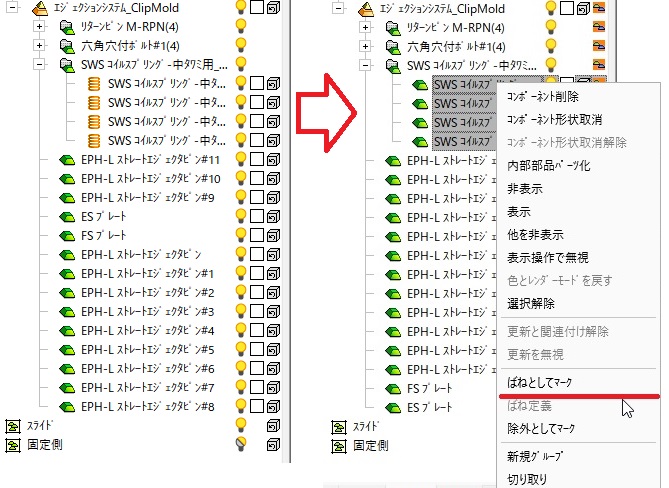 エジェクションシステム_ClipMold
リターンピン M-RPN(4)
六角穴付ボルト#1(4)
SWS コイルスプリング-中タワミ用_...
SWS コイルスプリング-中タ...
SWS コイルスプリング-中タ...
SWS コイルスプリング-中タ...
SWS コイルスプリング-中タ...
EPH-L ストレートエジェクタピン#11
EPH-L ストレートエジェクタピン#10
EPH-L ストレートエジェクタピン#9
ES プレート
FS プレート
EPH-L ストレートエジェクタピン
EPH-L ストレートエジェクタピン#1
EPH-L ストレートエジェクタピン#2
EPH-L ストレートエジェクタピン#3
EPH-L ストレートエジェクタピン#4
EPH-L ストレートエジェクタピン#5
EPH-L ストレートエジェクタピン#6
EPH-L ストレートエジェクタピン#7
EPH-L ストレートエジェクタピン#8
スライド
固定側
エジェクションシステム_ClipMold
リターンピン M-RPN(4)
六角穴付ボルト#1(4)
SWS コイルスプリング-中タワミ用_...
SWS コイルスプリング
SWS コイルスプ
SWS コイルスプ
SWS コイルスプ
EPH-L ストレートエジェ
EPH-L ストレートエジェ
EPH-L ストレートエジェ
EPH-L ストレートエジェ
EPH-L ストレートエジェ
EPH-L ストレートエジェ
EPH-L ストレートエジェ
EPH-L ストレートエジェ
EPH-L ストレートエジェ
EPH-L ストレートエジェ
EPH-L ストレートエジェ
EPH-L ストレートエジェ
FS プレート
ES プレート
スライド
固定側
コンポーネント削除
コンポーネント形状取消
コンポーネント形状取消解除
内部部品パーツ化
非表示
表示
他を非表示
表示操作で無視
色とレンダーモードを戻す
選択解除
更新と関連付け解除
更新を無視
ばねとしてマーク
ばね定義
除外としてマーク
新規グループ
切り取り